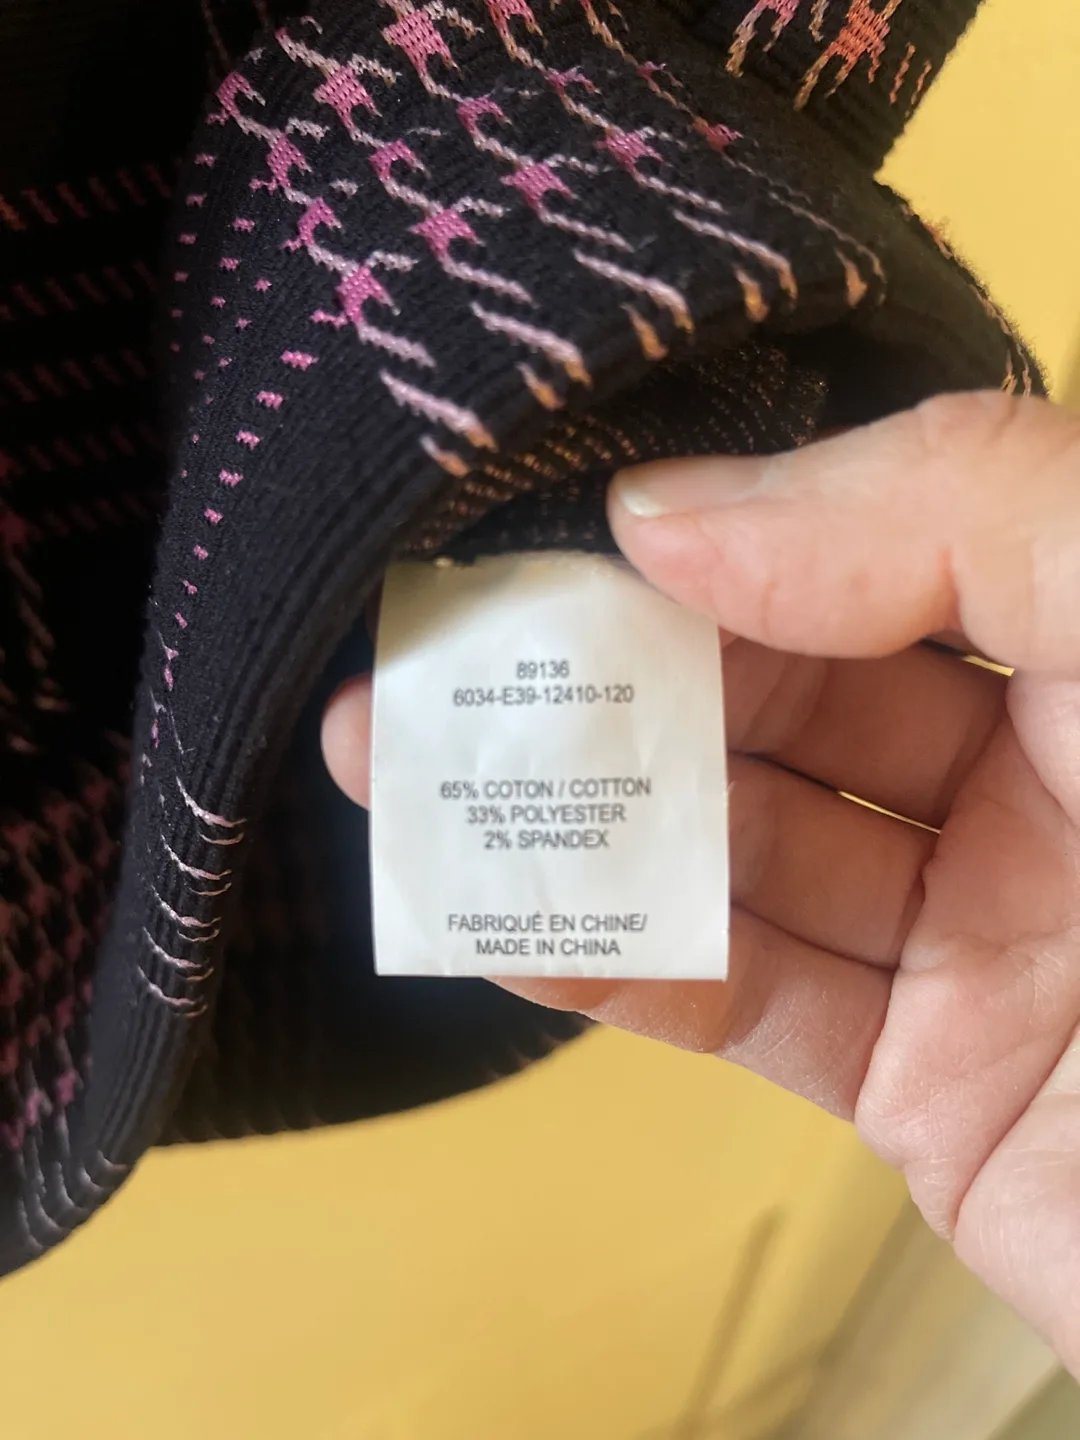 89136
6034-E39-12410-120
65% COTON / COTTON
33% POLYESTER
2% SPANDEX
FABRIQUÉ EN CHINE/
MADE IN CHINA